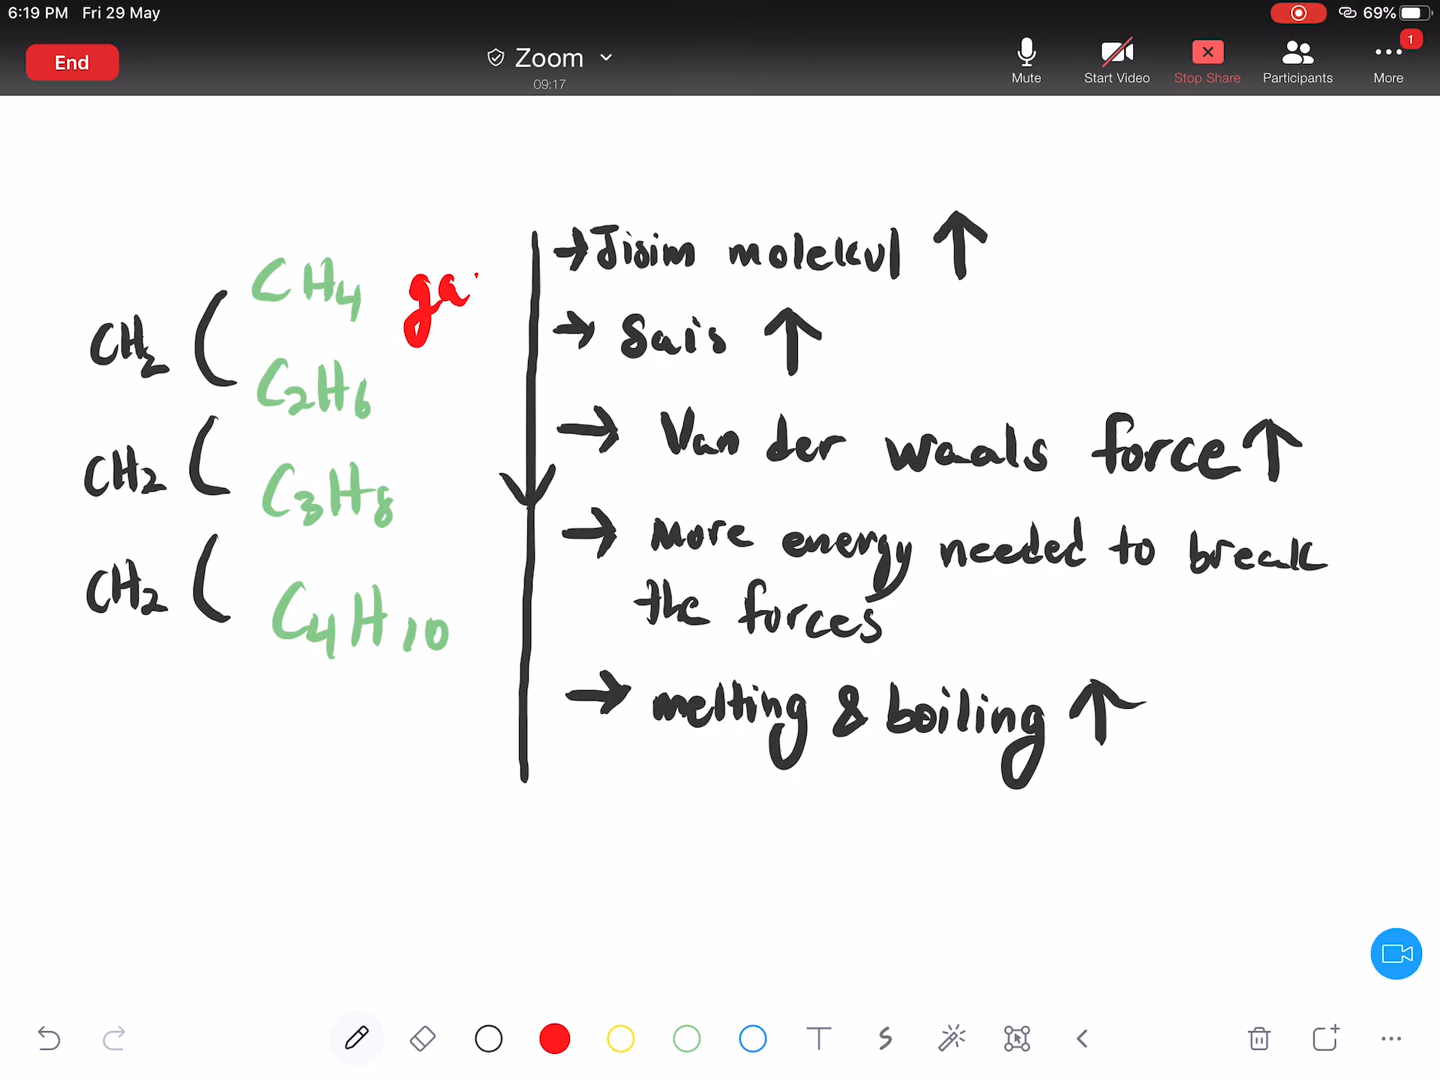 6:19 PM Fri 29 May
69%
End
Zoom
09:17
Mute
Start Video
Stop Share
Participants
More
1
CH4 ga
CH2
C2H6
CH2
C3H8
CH2
C4H10
→ Jisim molekul ↑
→ Sais ↑
→ Van der waals force ↑
→ more energy needed to break
the forces
→ melting & boiling ↑
T